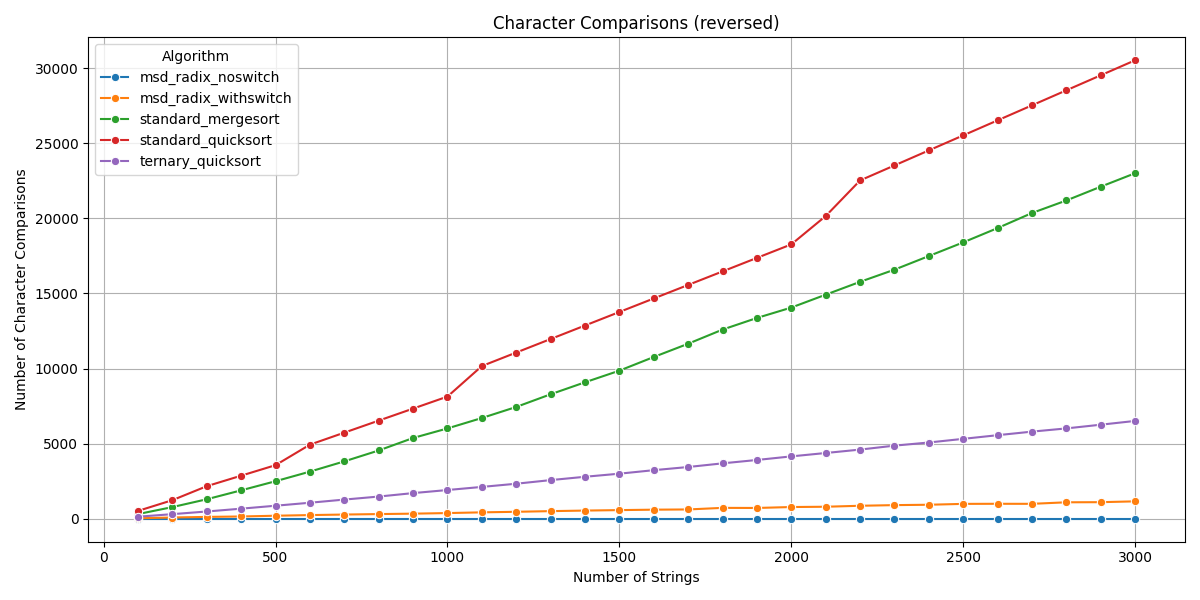 Character Comparisons (reversed)
Algorithm
msd_radix_noswitch
msd_radix_withswitch
standard_mergesort
standard_quicksort
ternary_quicksort
Number of Character Comparisons
30000
25000
20000
15000
10000
5000
0
0 500 1000 1500 2000 2500 3000
Number of Strings